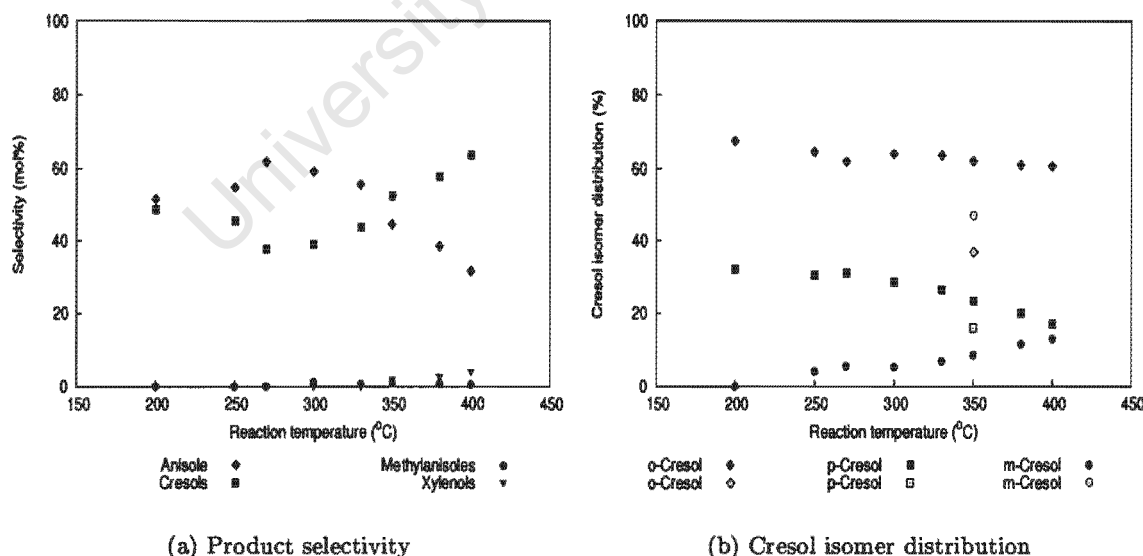 University
100
80
60
40
20
0
Selectivity (mol%)
150 200 250 300 350 400 450
Reaction temperature (⁰C)
Anisole
Methylanisoles
Cresols
Xylenols
(a) Product selectivity
100
80
60
40
20
0
Cresol isomer distribution (%)
150 200 250 300 350 400 450
Reaction temperature (⁰C)
o-Cresol
p-Cresol
m-Cresol
o-Cresol
p-Cresol
m-Cresol
(b) Cresol isomer distribution